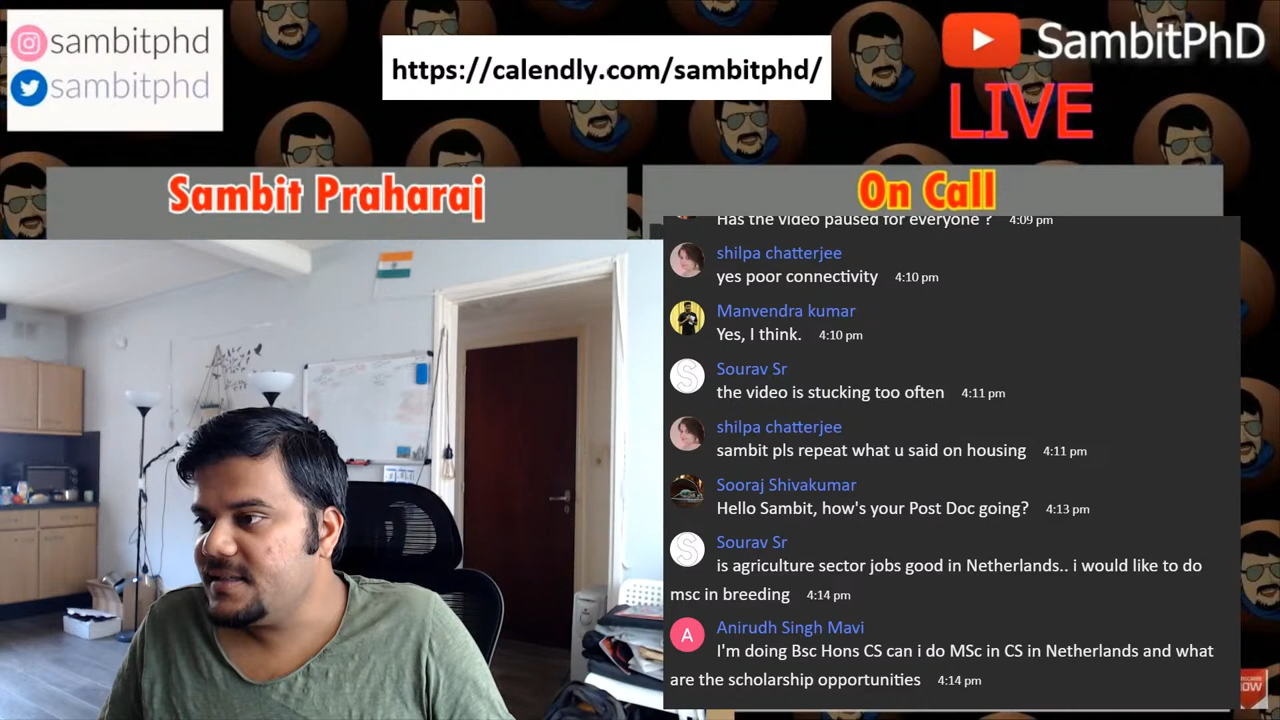 sambitphd
sambitphd
https://calendly.com/sambitphd/
SambitPhD
LIVE
Sambit Praharaj
On Call
Has the video paused for everyone ? 4:09 pm
shilpa chatterjee
yes poor connectivity 4:10 pm
Manvendra kumar
Yes, I think. 4:10 pm
Sourav Sr
the video is stucking too often 4:11 pm
shilpa chatterjee
sambit pls repeat what u said on housing 4:11 pm
Sooraj Shivakumar
Hello Sambit, how's your Post Doc going? 4:13 pm
Sourav Sr
is agriculture sector jobs good in Netherlands.. i would like to do
msc in breeding 4:14 pm
A
Anirudh Singh Mavi
I'm doing Bsc Hons CS can i do MSc in CS in Netherlands and what
are the scholarship opportunities 4:14 pm